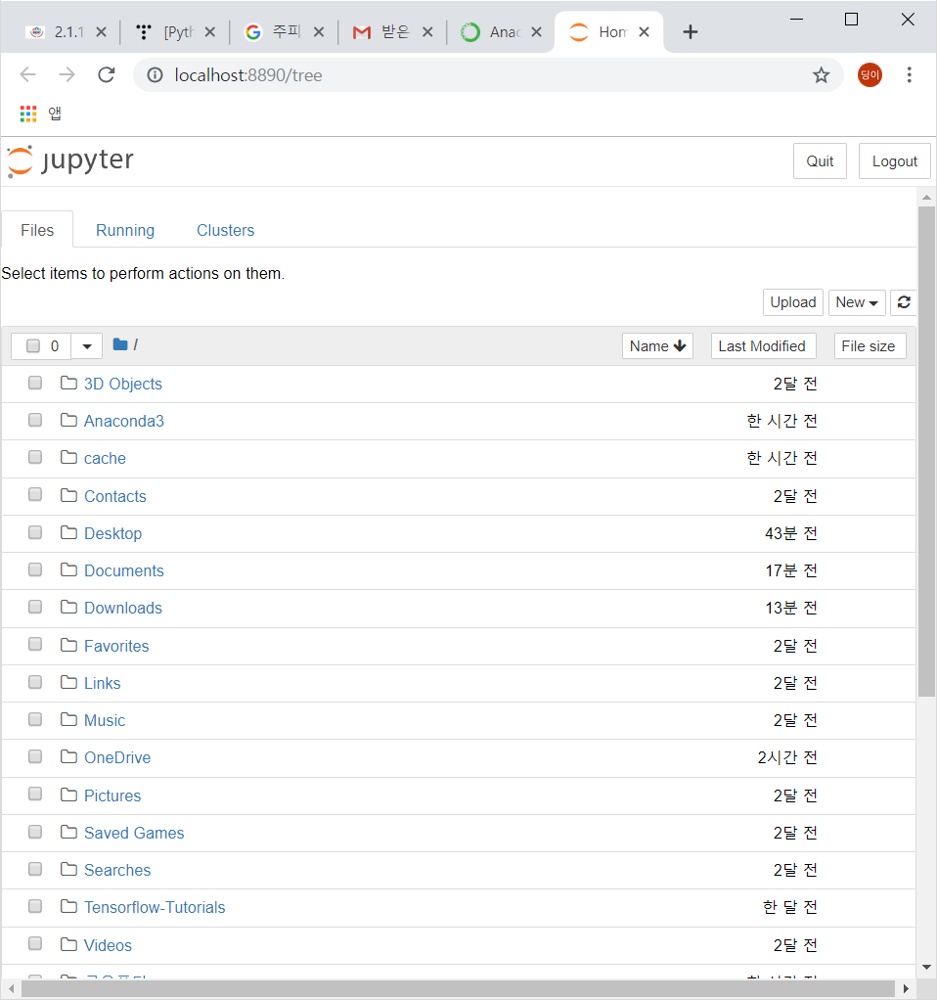 2.1.1 [Pyth 주피 받은 Anac Hom
localhost:8890/tree
딩이
앱
jupyter Quit Logout
Files Running Clusters
Select items to perform actions on them.
Upload New
0 / Name Last Modified File size
3D Objects 2달 전
Anaconda3 한 시간 전
cache 한 시간 전
Contacts 2달 전
Desktop 43분 전
Documents 17분 전
Downloads 13분 전
Favorites 2달 전
Links 2달 전
Music 2달 전
OneDrive 2시간 전
Pictures 2달 전
Saved Games 2달 전
Searches 2달 전
Tensorflow-Tutorials 한 달 전
Videos 2달 전
한 시간 전